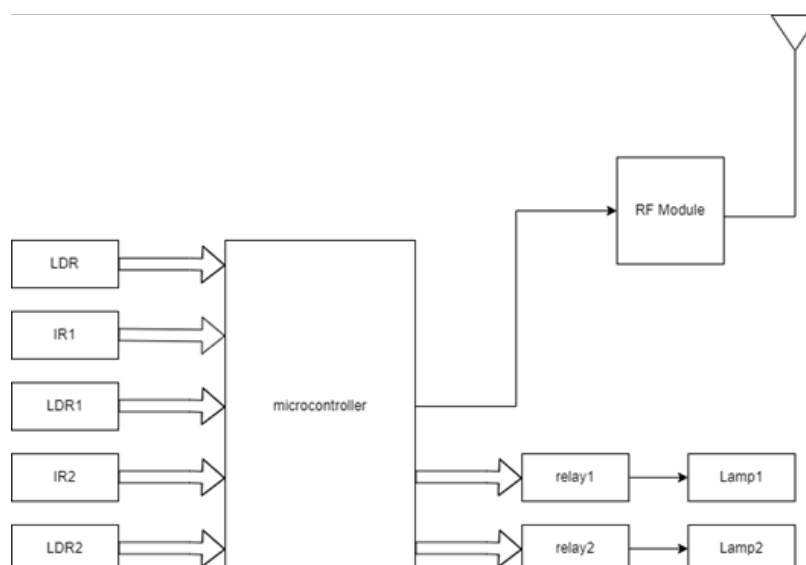 RF Module
LDR
IR1
LDR1
microcontroller
IR2
relay1
Lamp1
LDR2
relay2
Lamp2